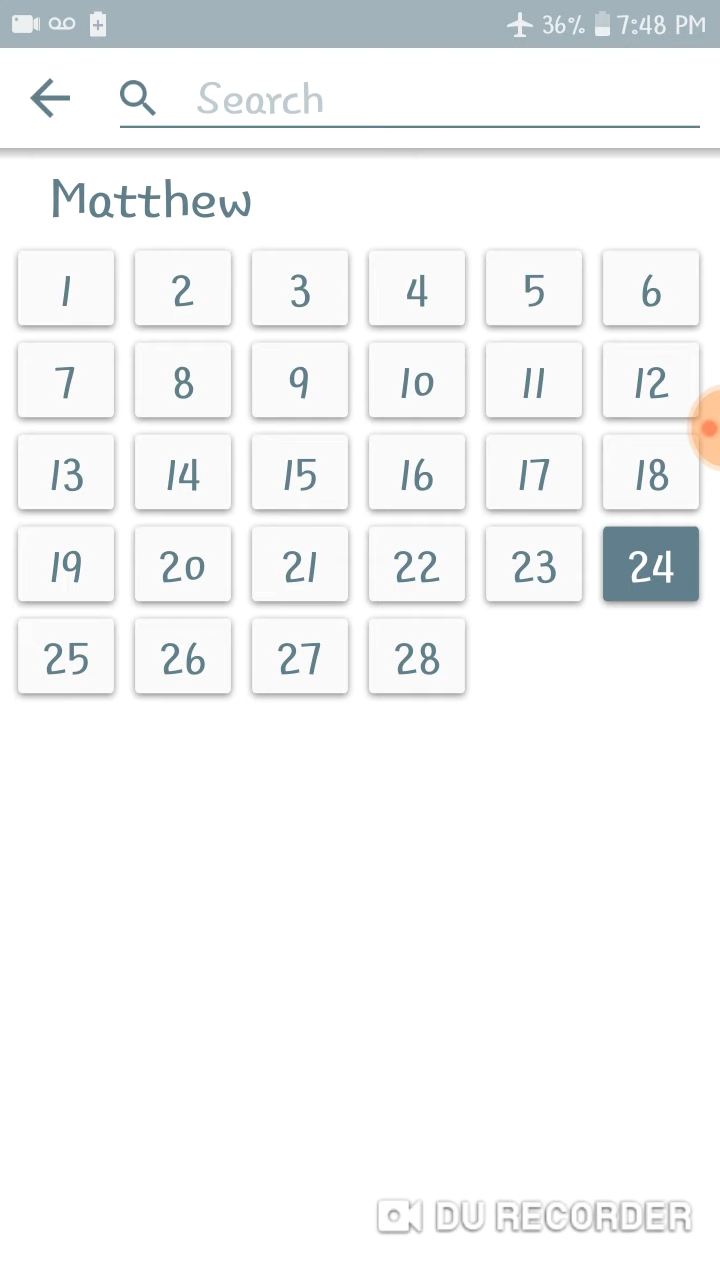 36% 7:48 PM
Search
Matthew
1 2 3 4 5 6
7 8 9 10 11 12
13 14 15 16 17 18
19 20 21 22 23 24
25 26 27 28
DU RECORDER